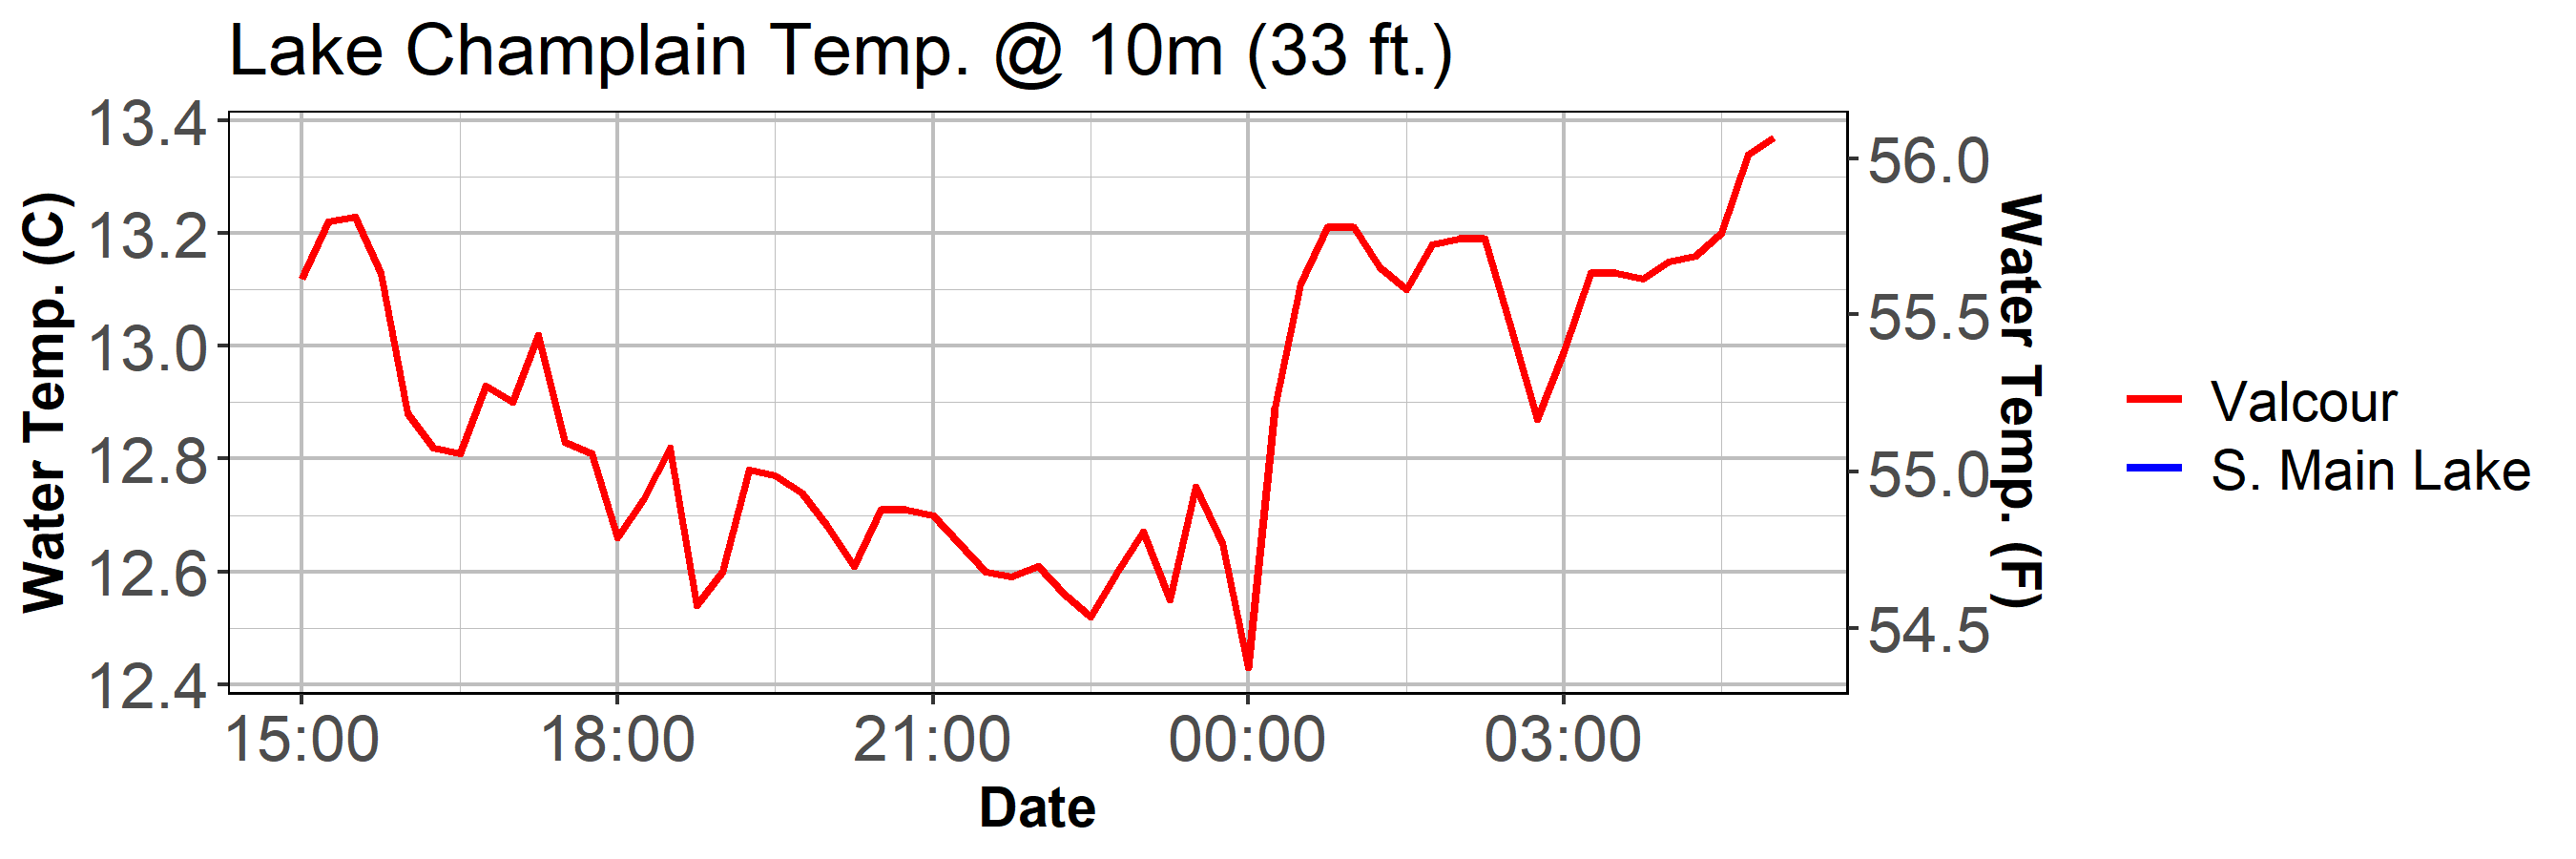 Lake Champlain Temp. @ 10m (33 ft.)
Water Temp. (C)
13.4
13.2
13.0
12.8
12.6
12.4
15:00 18:00 21:00 00:00 03:00
Date
56.0
55.5
55.0
54.5
Water Temp. (F)
Valcour
S. Main Lake